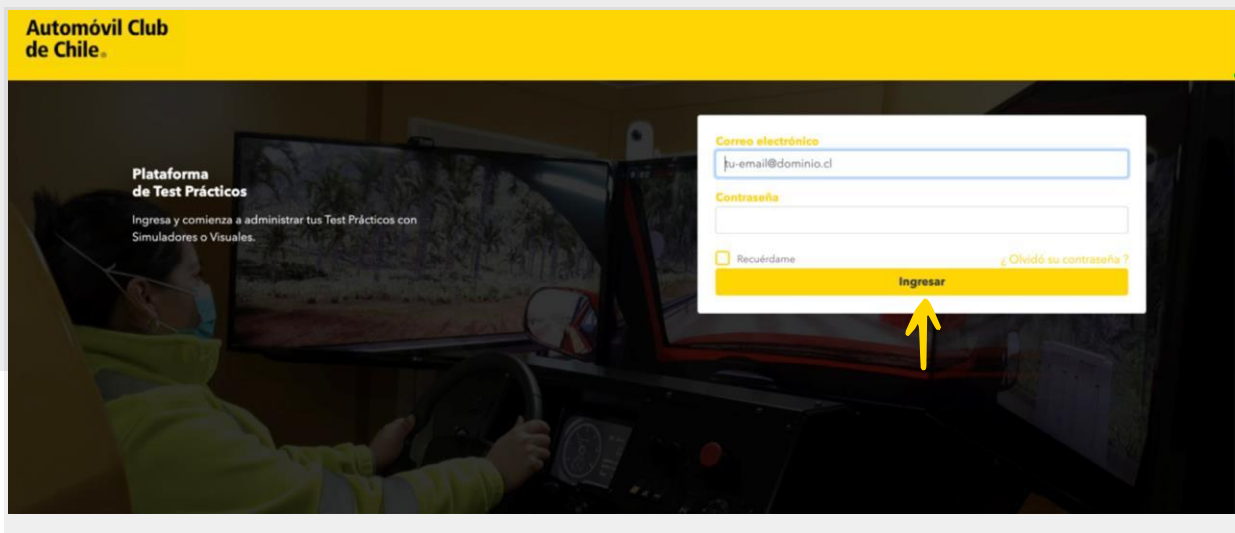 Automóvil Club
de Chile®
Plataforma
de Test Prácticos
Ingresa y comienza a administrar tus Test Prácticos con
Simuladores o Visuales.
Correo electrónico
tu-email@dominio.cl
Contraseña
Recuérdame
¿ Olvidó su contraseña ?
Ingresar